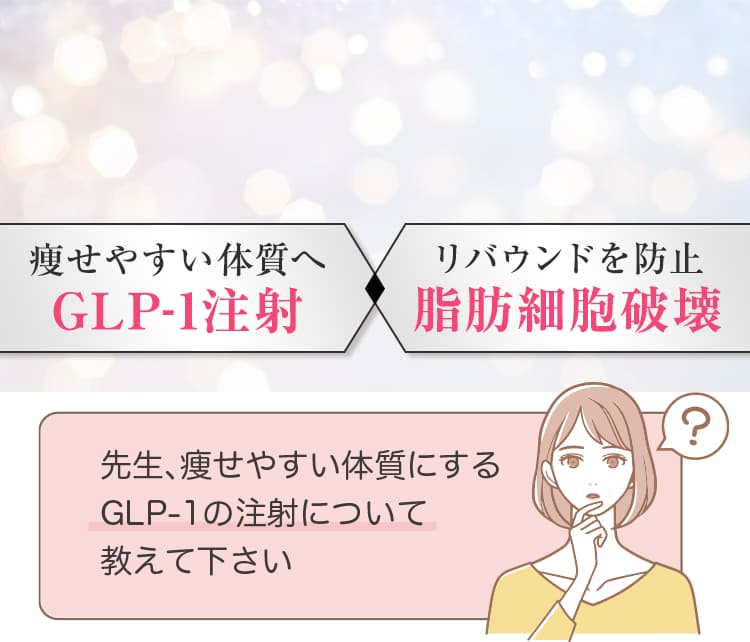 痩せやすい体質へ
GLP-1注射
リバウンドを防止
脂肪細胞破壊
?
先生、痩せやすい体質にする
GLP-1の注射について
教えて下さい